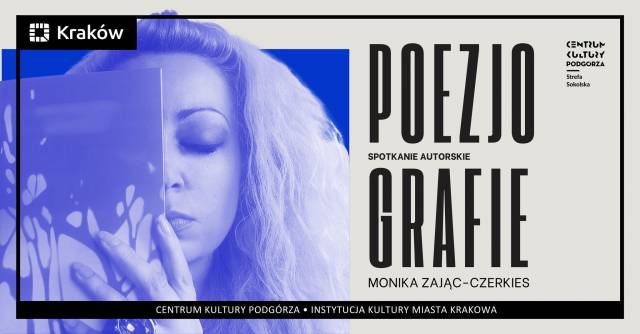 Kraków
POEZJO
SPOTKANIE AUTORSKIE
GRAFIE
MONIKA ZAJĄC-CZERKIES
CENTRUM
KULTURY
PODGÓRZA
Strefa
Sokolska
CENTRUM KULTURY PODGÓRZA • INSTYTUCJA KULTURY MIASTA KRAKOWA